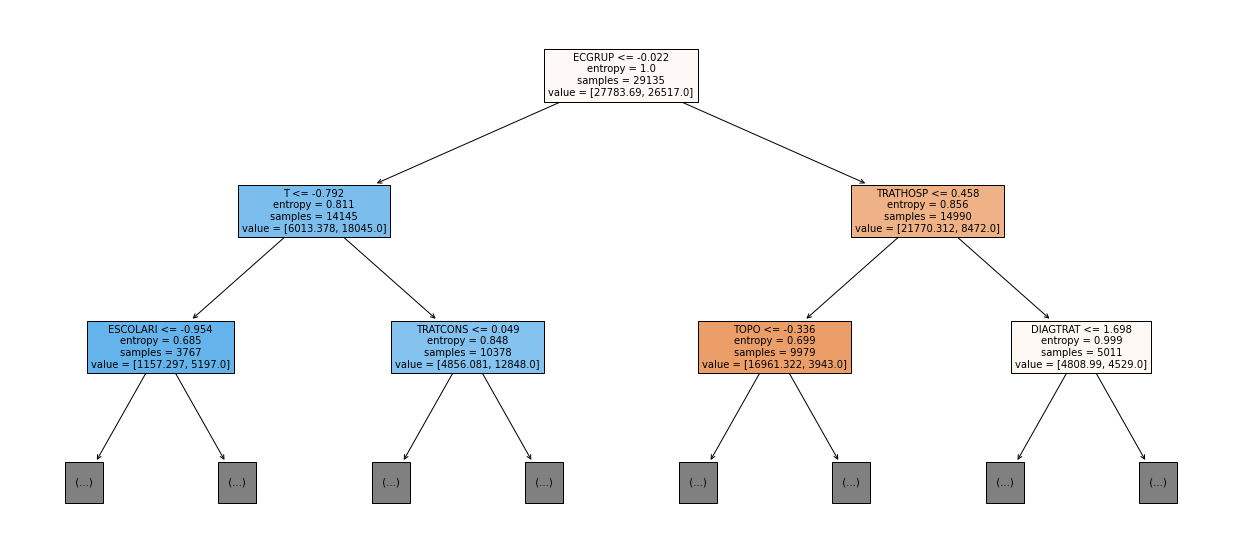 ECGRUP <= -0.022
entropy = 1.0
samples = 29135
value = [27783.69, 26517.0]
T <= -0.792
entropy = 0.811
samples = 14145
value = [6013.378, 18045.0]
TRATHOSP <= 0.458
entropy = 0.856
samples = 14990
value = [21770.312, 8472.0]
ESCOLARI <= -0.954
entropy = 0.685
samples = 3767
value = [1157.297, 5197.0]
TRATCONS <= 0.049
entropy = 0.848
samples = 10378
value = [4856.081, 12848.0]
TOPO <= -0.336
entropy = 0.699
samples = 9979
value = [16961.322, 3943.0]
DIAGTRAT <= 1.698
entropy = 0.999
samples = 5011
value = [4808.99, 4529.0]
(...)
(...)
(...)
(...)
(...)
(...)
(...)
(...)